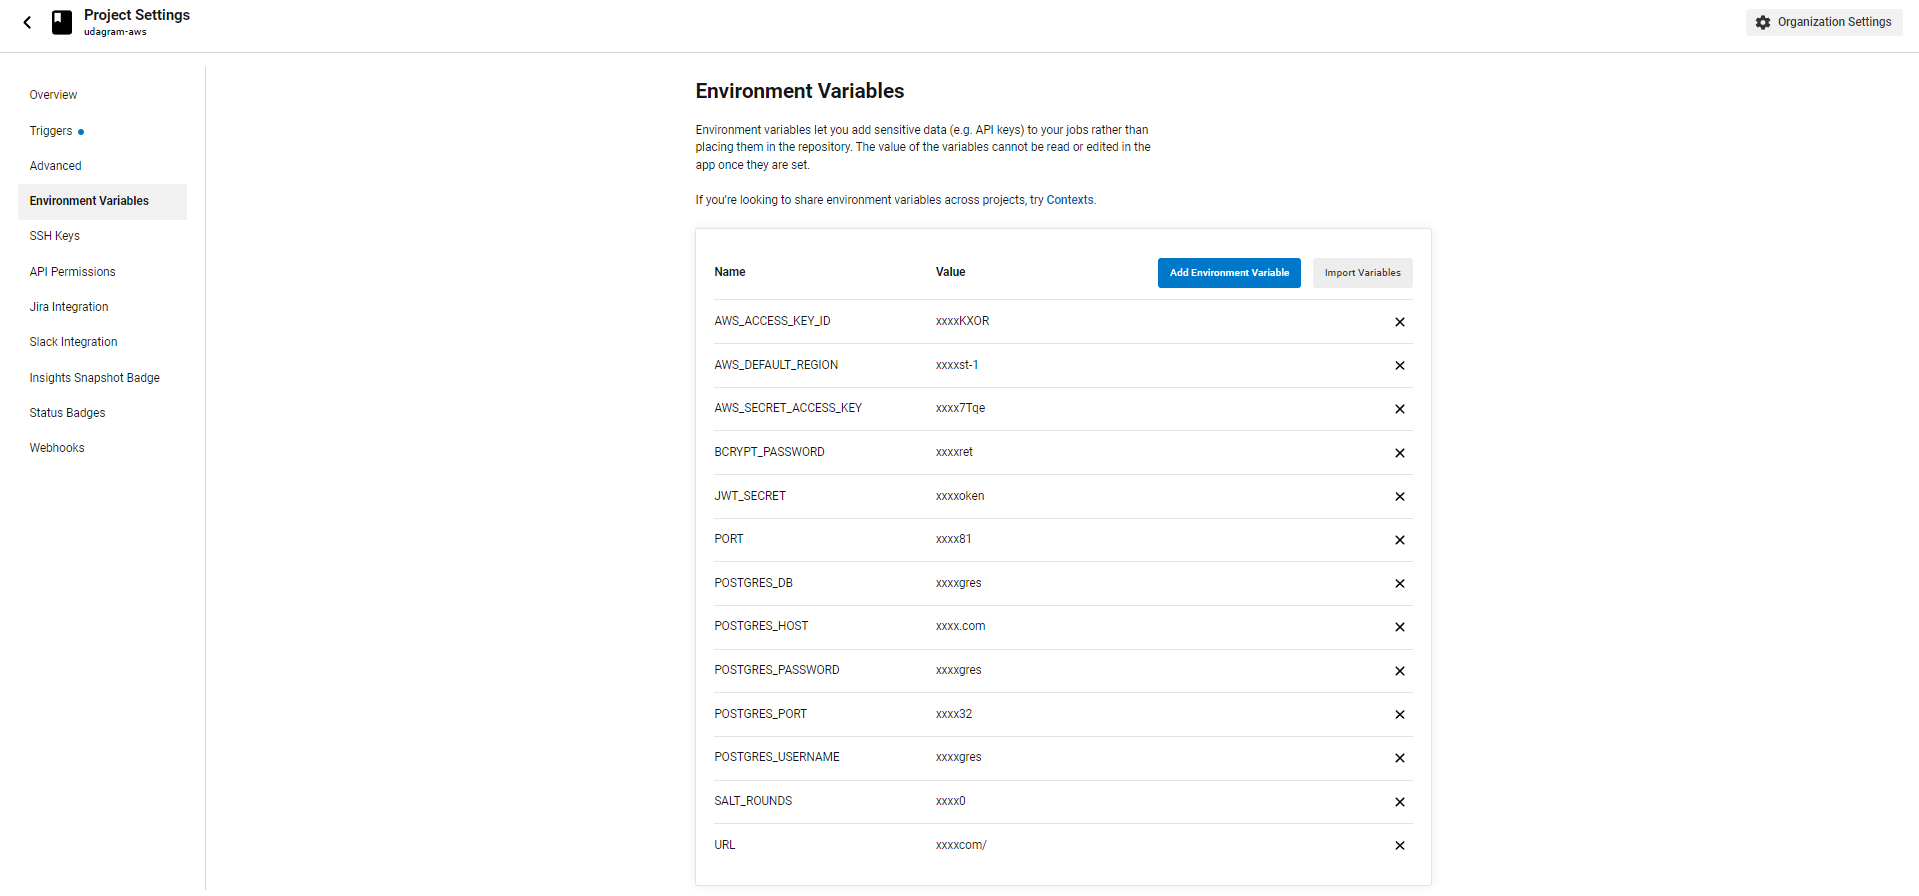 Project Settings
udagram-aws
Organization Settings
Overview
Triggers
Advanced
Environment Variables
SSH Keys
API Permissions
Jira Integration
Slack Integration
Insights Snapshot Badge
Status Badges
Webhooks
Environment Variables
Environment variables let you add sensitive data (e.g. API keys) to your jobs rather than
placing them in the repository. The value of the variables cannot be read or edited in the
app once they are set.
If you're looking to share environment variables across projects, try Contexts.
Name Value Add Environment Variable Import Variables
AWS_ACCESS_KEY_ID xxxxKXOR
AWS_DEFAULT_REGION xxxxst-1
AWS_SECRET_ACCESS_KEY xxxx7Tqe
BCRYPT_PASSWORD xxxxret
JWT_SECRET xxxxoken
PORT xxxx81
POSTGRES_DB xxxxgres
POSTGRES_HOST xxxx.com
POSTGRES_PASSWORD xxxxgres
POSTGRES_PORT xxxx32
POSTGRES_USERNAME xxxxgres
SALT_ROUNDS xxxx0
URL xxxxcom/